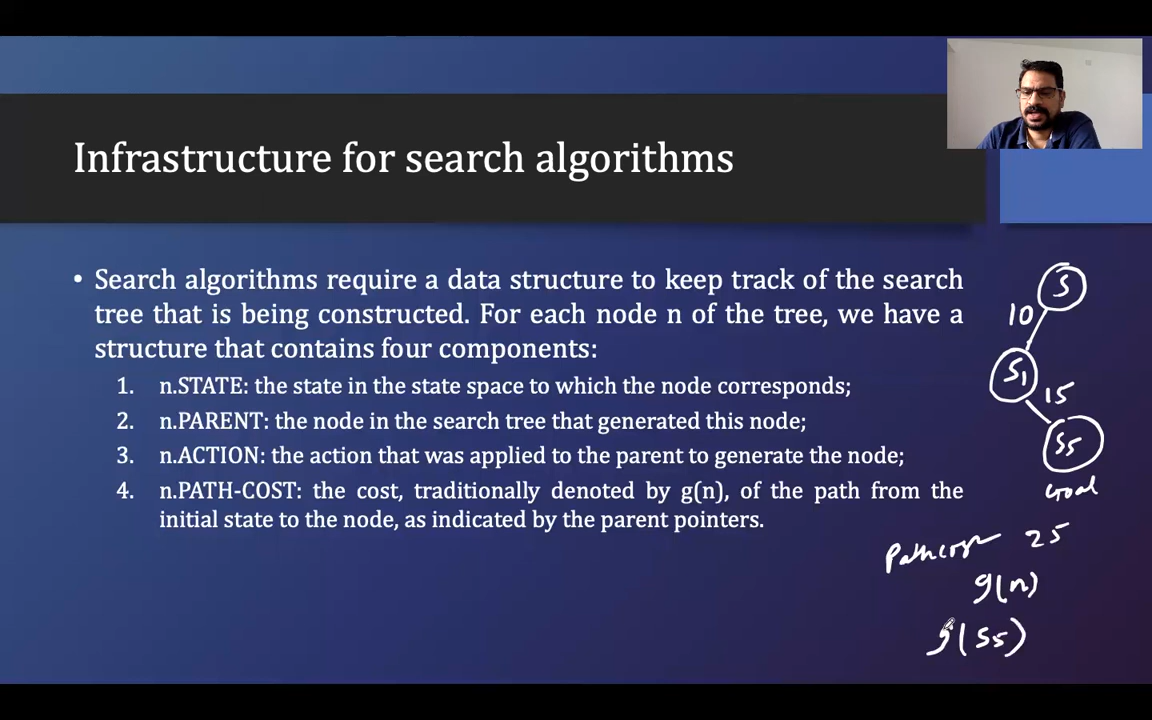 Infrastructure for search algorithms
• Search algorithms require a data structure to keep track of the search
tree that is being constructed. For each node n of the tree, we have a
structure that contains four components:
1. n.STATE: the state in the state space to which the node corresponds;
2. n.PARENT: the node in the search tree that generated this node;
3. n.ACTION: the action that was applied to the parent to generate the node;
4. n.PATH-COST: the cost, traditionally denoted by g(n), of the path from the
initial state to the node, as indicated by the parent pointers.
S
10
S1
15
S5
Goal
Pathcost 25
g(n)
g(S5)